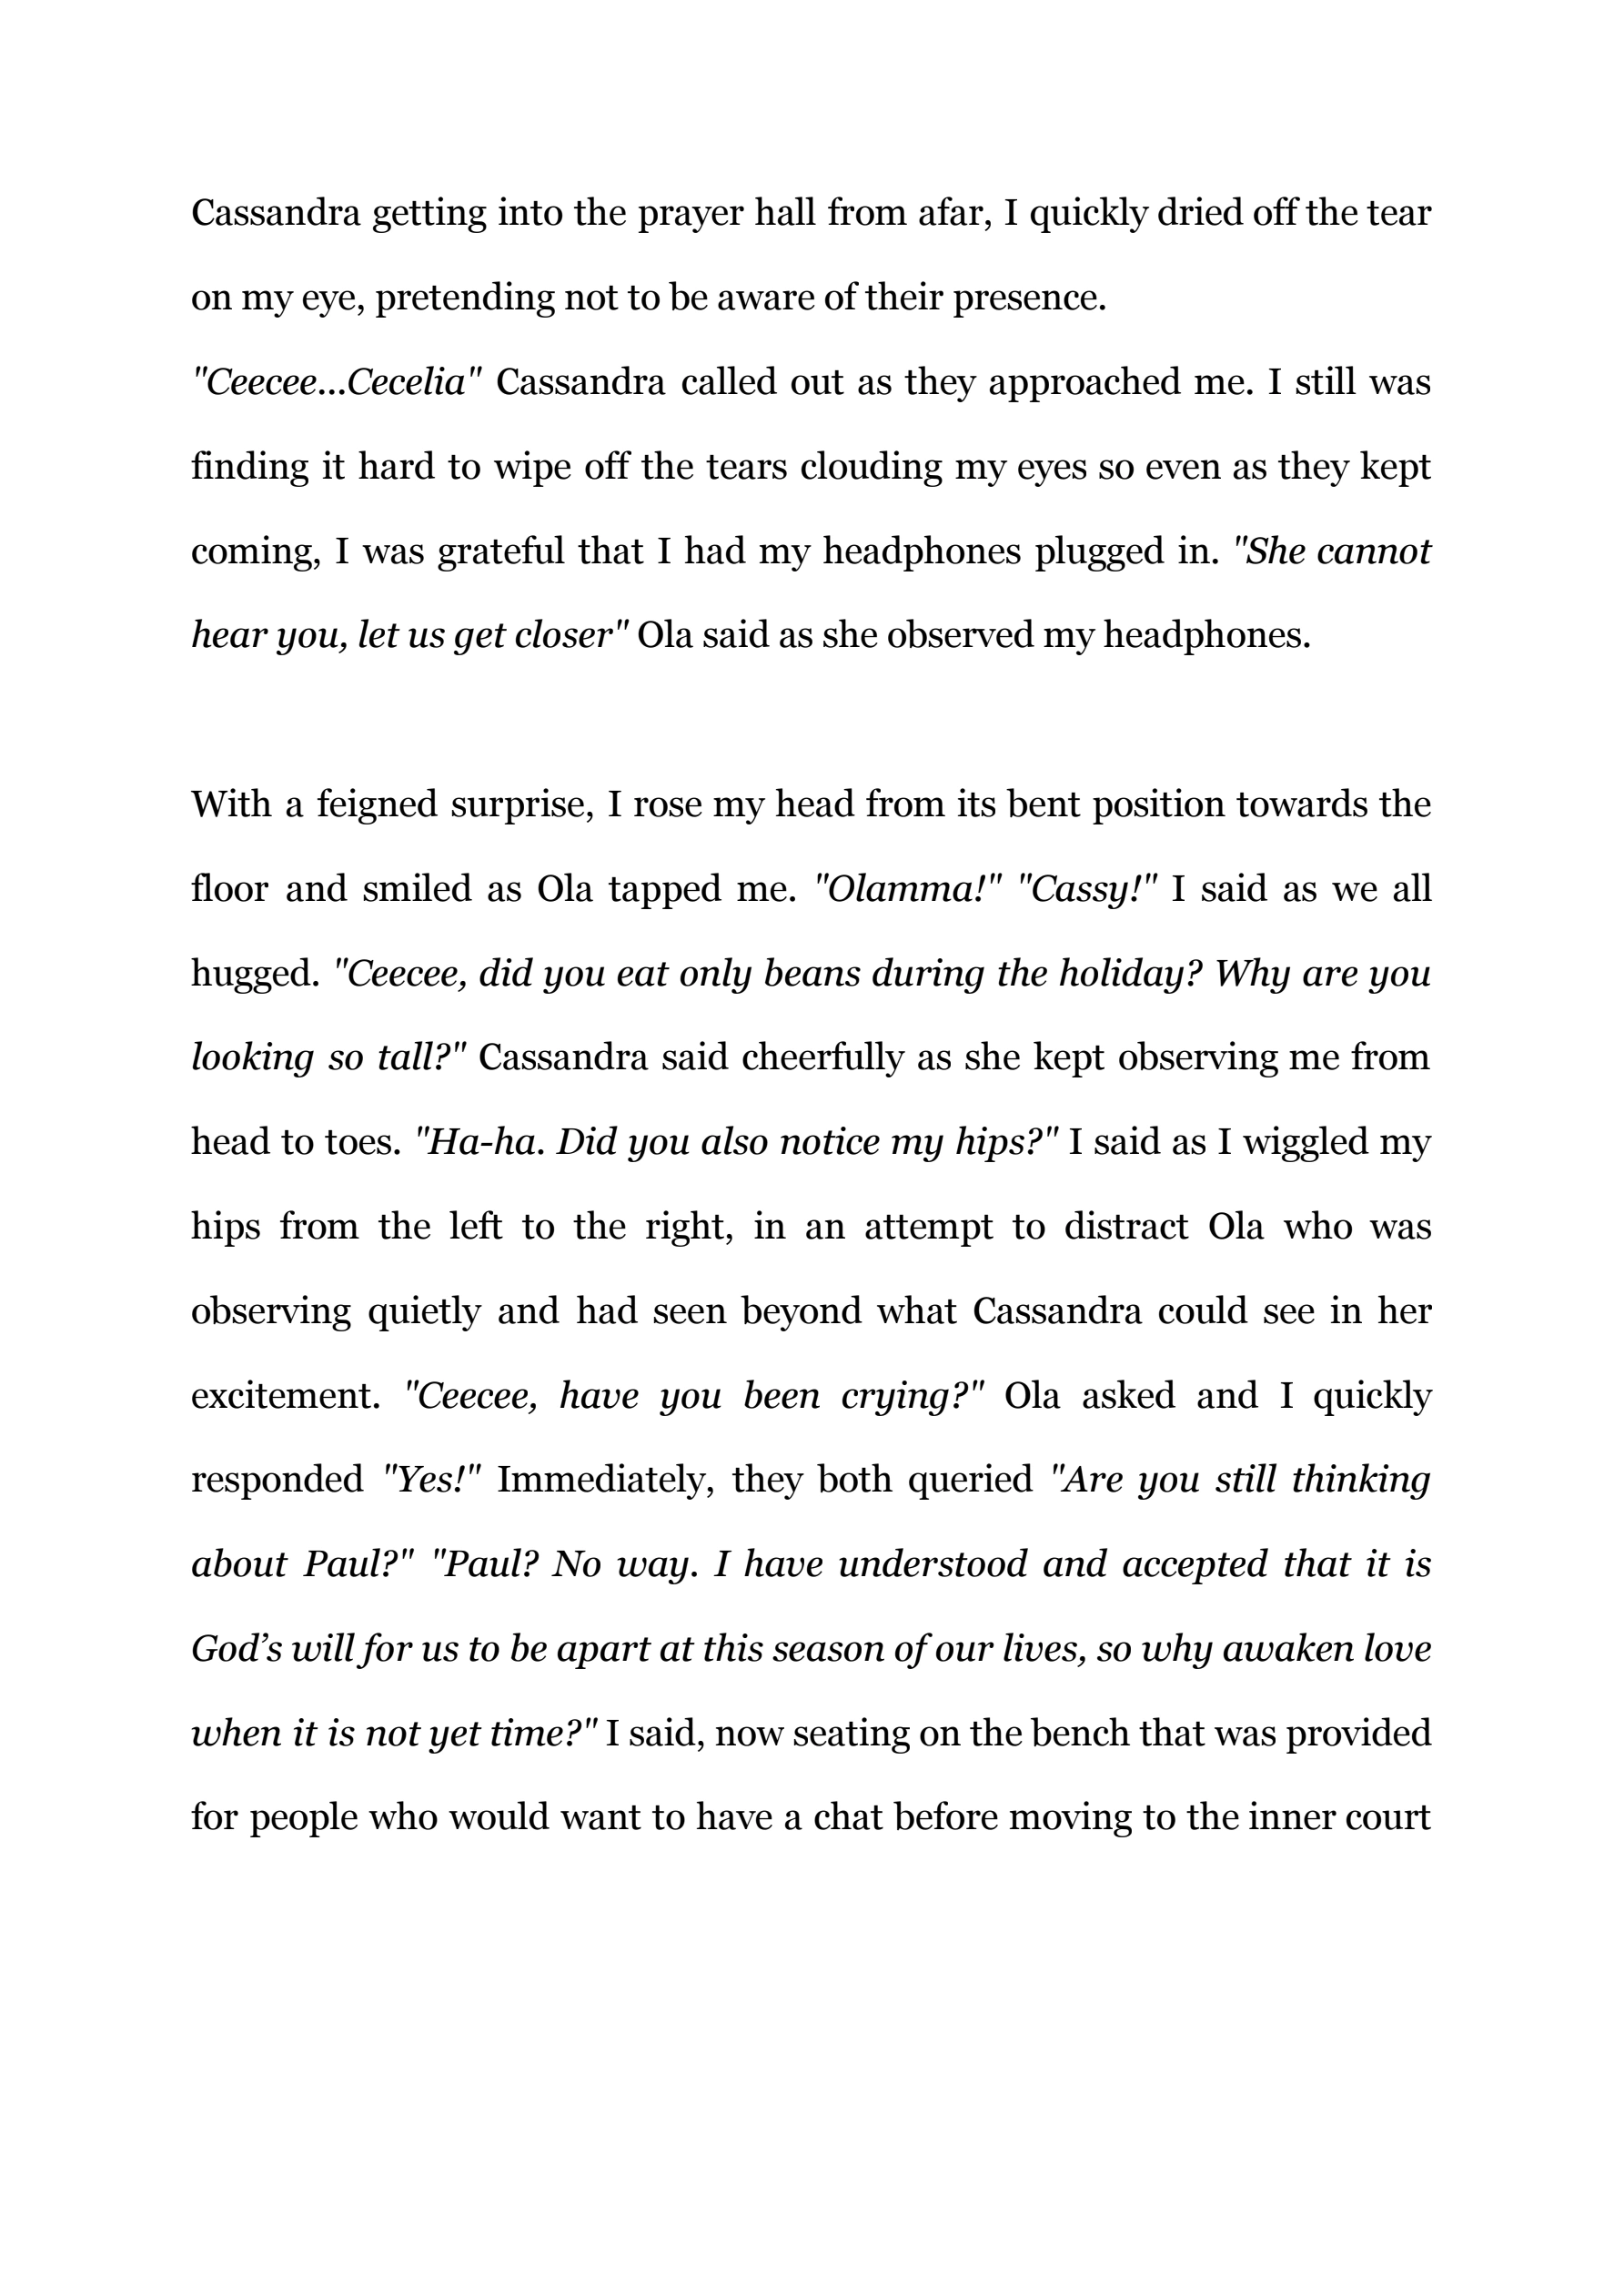 Cassandra getting into the prayer hall from afar, I quickly dried off the tear
on my eye, pretending not to be aware of their presence.
"Ceecee...Cecelia" Cassandra called out as they approached me. I still was
finding it hard to wipe off the tears clouding my eyes so even as they kept
coming, I was grateful that I had my headphones plugged in. "She cannot
hear you, let us get closer" Ola said as she observed my headphones.
With a feigned surprise, I rose my head from its bent position towards the
floor and smiled as Ola tapped me. "Olamma!" "Cassy!" I said as we all
hugged. "Ceecee, did you eat only beans during the holiday? Why are you
looking so tall?" Cassandra said cheerfully as she kept observing me from
head to toes. "Ha-ha. Did you also notice my hips?" I said as I wiggled my
hips from the left to the right, in an attempt to distract Ola who was
observing quietly and had seen beyond what Cassandra could see in her
excitement. "Ceecee, have you been crying?" Ola asked and I quickly
responded "Yes!" Immediately, they both queried "Are you still thinking
about Paul?" "Paul? No way. I have understood and accepted that it is
God’s will for us to be apart at this season of our lives, so why awaken love
when it is not yet time?" I said, now seating on the bench that was provided
for people who would want to have a chat before moving to the inner court